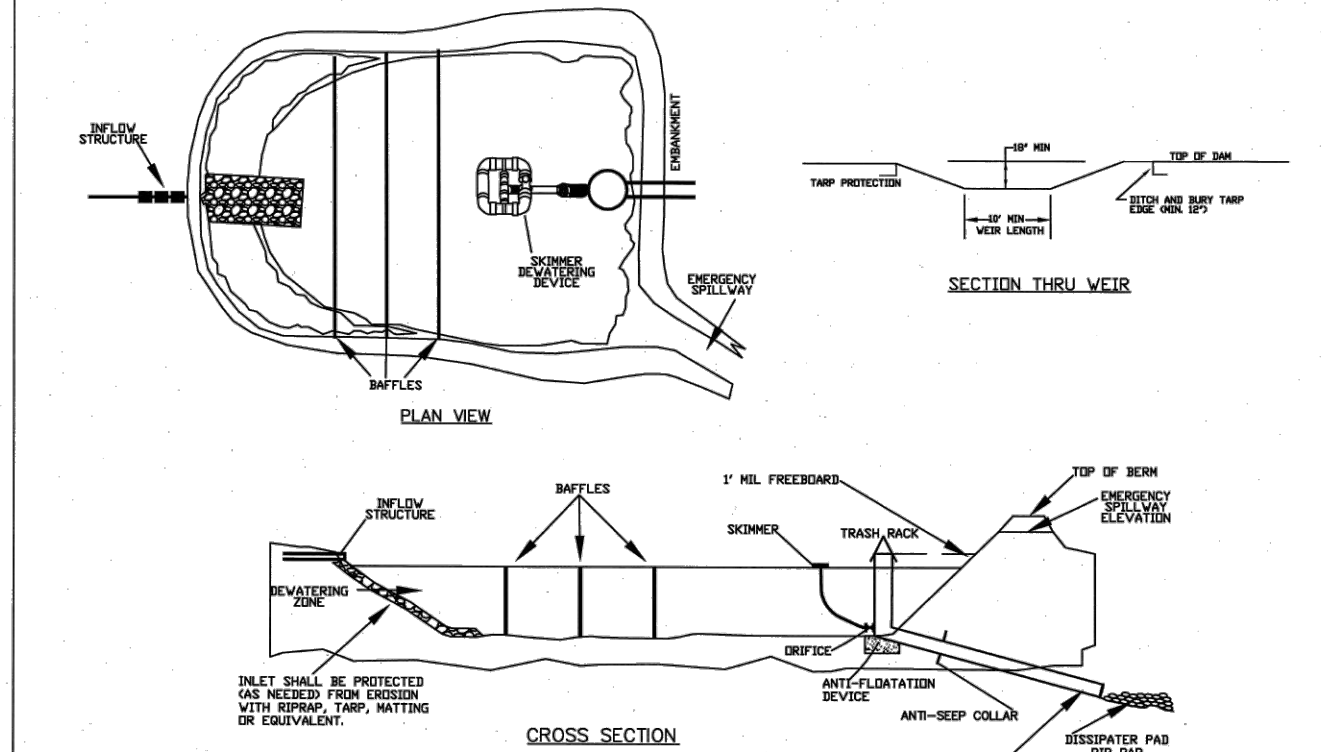 INFLOW
STRUCTURE
EMBANKMENT
SKIMMER
DEWATERING
DEVICE
EMERGENCY
SPILLWAY
BAFFLES
PLAN VIEW
18" MIN
TOP OF DAM
TARP PROTECTION
DITCH AND BURY TARP
EDGE (MIN. 12")
10' MIN
WEIR LENGTH
SECTION THRU WEIR
BAFFLES
1' MIL FREEBOARD
TOP OF BERM
EMERGENCY
SPILLWAY
ELEVATION
INFLOW
STRUCTURE
SKIMMER
TRASH RACK
DEWATERING
ZONE
ORIFICE
INLET SHALL BE PROTECTED
(AS NEEDED) FROM EROSION
WITH RIPRAP, TARP, MATTING
OR EQUIVALENT.
ANTI-FLOATATION
DEVICE
ANTI-SEEP COLLAR
CROSS SECTION
DISSIPATER PAD